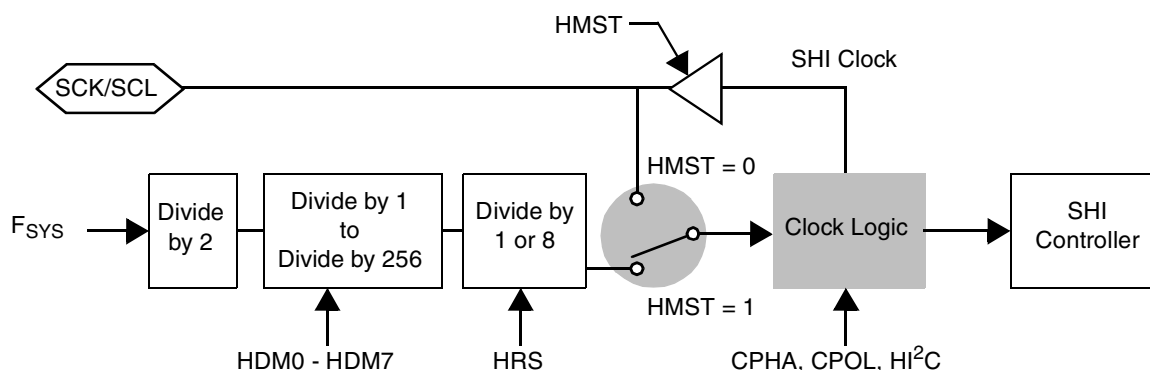 HMST
SCK/SCL
SHI Clock
HMST = 0
F_SYS
Divide
by 2
Divide by 1
to
Divide by 256
Divide by
1 or 8
Clock Logic
SHI
Controller
HMST = 1
HDM0 - HDM7
HRS
CPHA, CPOL, HI²C